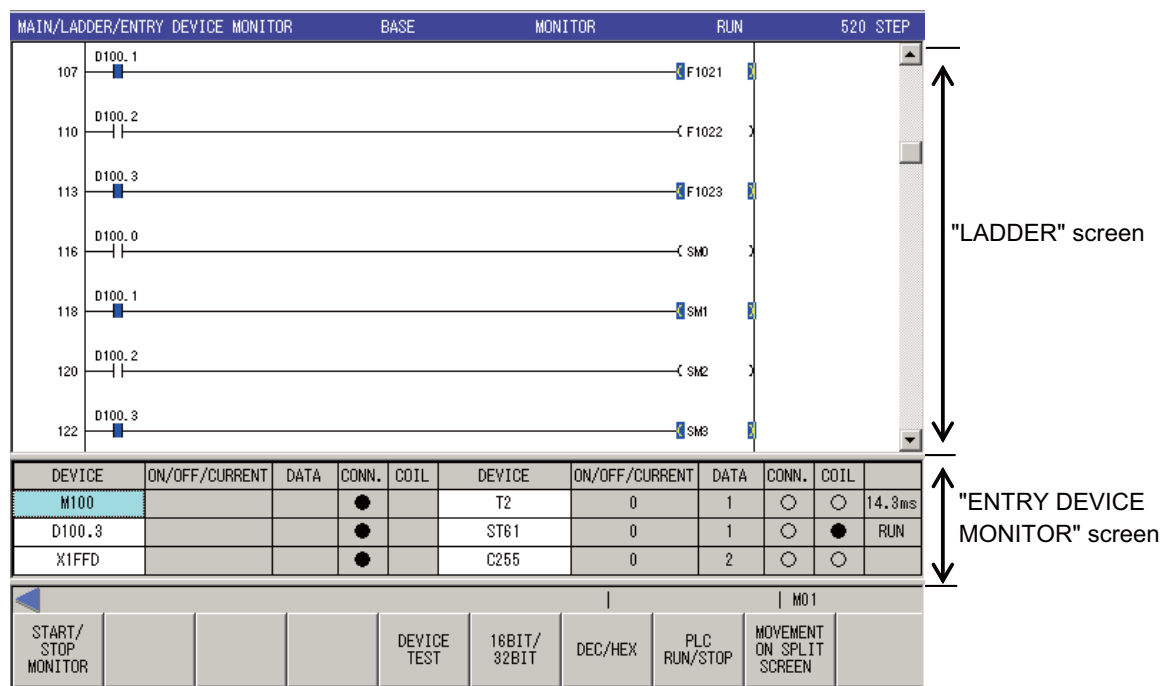 MAIN/LADDER/ENTRY DEVICE MONITOR BASE MONITOR RUN 520 STEP
D100.1
107 F1021
D100.2
110 F1022
D100.3
113 F1023
D100.0
116 SM0
D100.1
118 SM1
D100.2
120 SM2
D100.3
122 SM3
"LADDER" screen
DEVICE ON/OFF/CURRENT DATA CONN. COIL DEVICE ON/OFF/CURRENT DATA CONN. COIL
M100 T2 0 1 14.3ms
D100.3 ST61 0 1 RUN
X1FFD C255 0 2
"ENTRY DEVICE
MONITOR" screen
M01
START/
STOP
MONITOR
DEVICE
TEST
16BIT/
32BIT
DEC/HEX
PLC
RUN/STOP
MOVEMENT
ON SPLIT
SCREEN